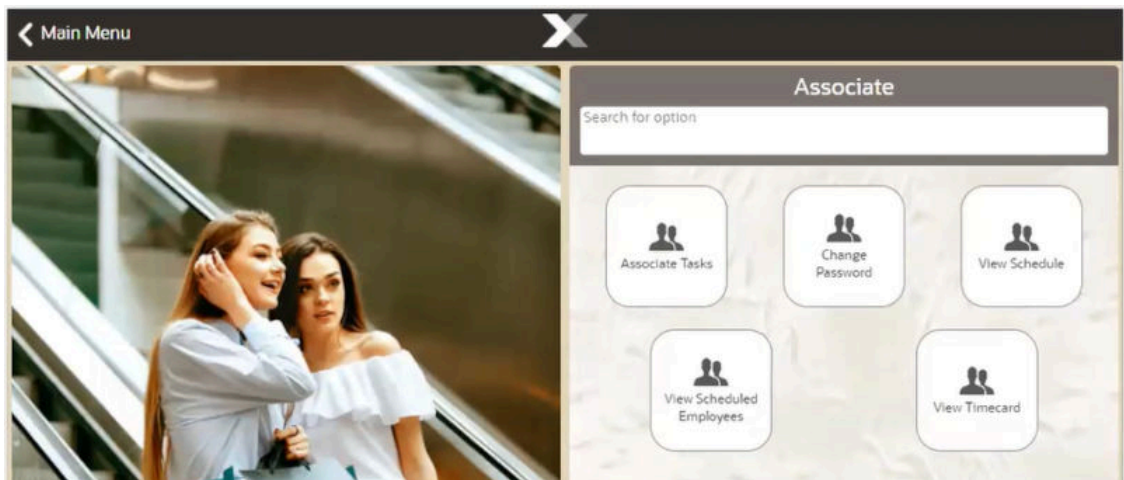 Main Menu
Associate
Search for option
Associate Tasks
Change
Password
View Schedule
View Scheduled
Employees
View Timecard